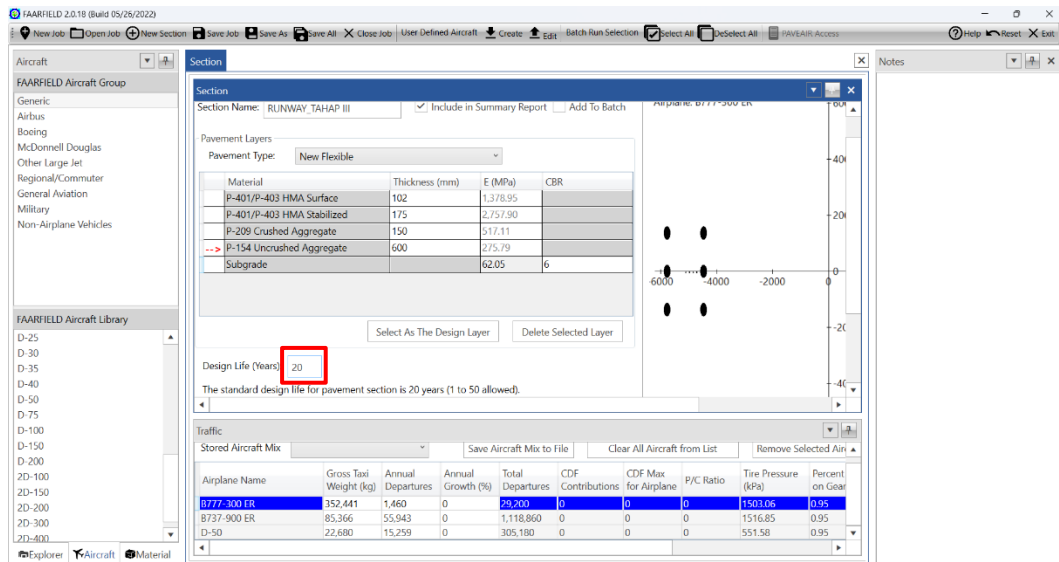 FAARFIELD 2.0.18 (Build 05/26/2022)
New Job Open Job New Section Save Job Save As Save All Close Job User Defined Aircraft Create Edit Batch Run Selection Select All DeSelect All PAVEAIR Access Help Reset Exit
Aircraft
FAARFIELD Aircraft Group
Generic
Airbus
Boeing
McDonnell Douglas
Other Large Jet
Regional/Commuter
General Aviation
Military
Non-Airplane Vehicles
FAARFIELD Aircraft Library
D-25
D-30
D-35
D-40
D-50
D-75
D-100
D-150
D-200
2D-100
2D-150
2D-200
2D-300
2D-400
Explorer Aircraft Material
Section
Section
Section Name: RUNWAY_TAHAP III Include in Summary Report Add To Batch
Pavement Layers
Pavement Type: New Flexible
Material Thickness (mm) E (MPa) CBR
P-401/P-403 HMA Surface 102 1,378.95
P-401/P-403 HMA Stabilized 175 2,757.90
P-209 Crushed Aggregate 150 517.11
--> P-154 Uncrushed Aggregate 600 275.79
Subgrade 62.05 6
Select As The Design Layer Delete Selected Layer
Design Life (Years) 20
The standard design life for pavement section is 20 years (1 to 50 allowed).
Airplane: B777-300 ER
600
400
200
0
-6000 -4000 -2000 0
-20
-40
Traffic
Stored Aircraft Mix Save Aircraft Mix to File Clear All Aircraft from List Remove Selected Air
Airplane Name Gross Taxi Weight (kg) Annual Departures Annual Growth (%) Total Departures CDF Contributions CDF Max for Airplane P/C Ratio Tire Pressure (kPa) Percent on Gear
B777-300 ER 352,441 1,460 0 29,200 0 0 0 1503.06 0.95
B737-900 ER 85,366 55,943 0 1,118,860 0 0 0 1516.85 0.95
D-50 22,680 15,259 0 305,180 0 0 0 551.58 0.95
Notes